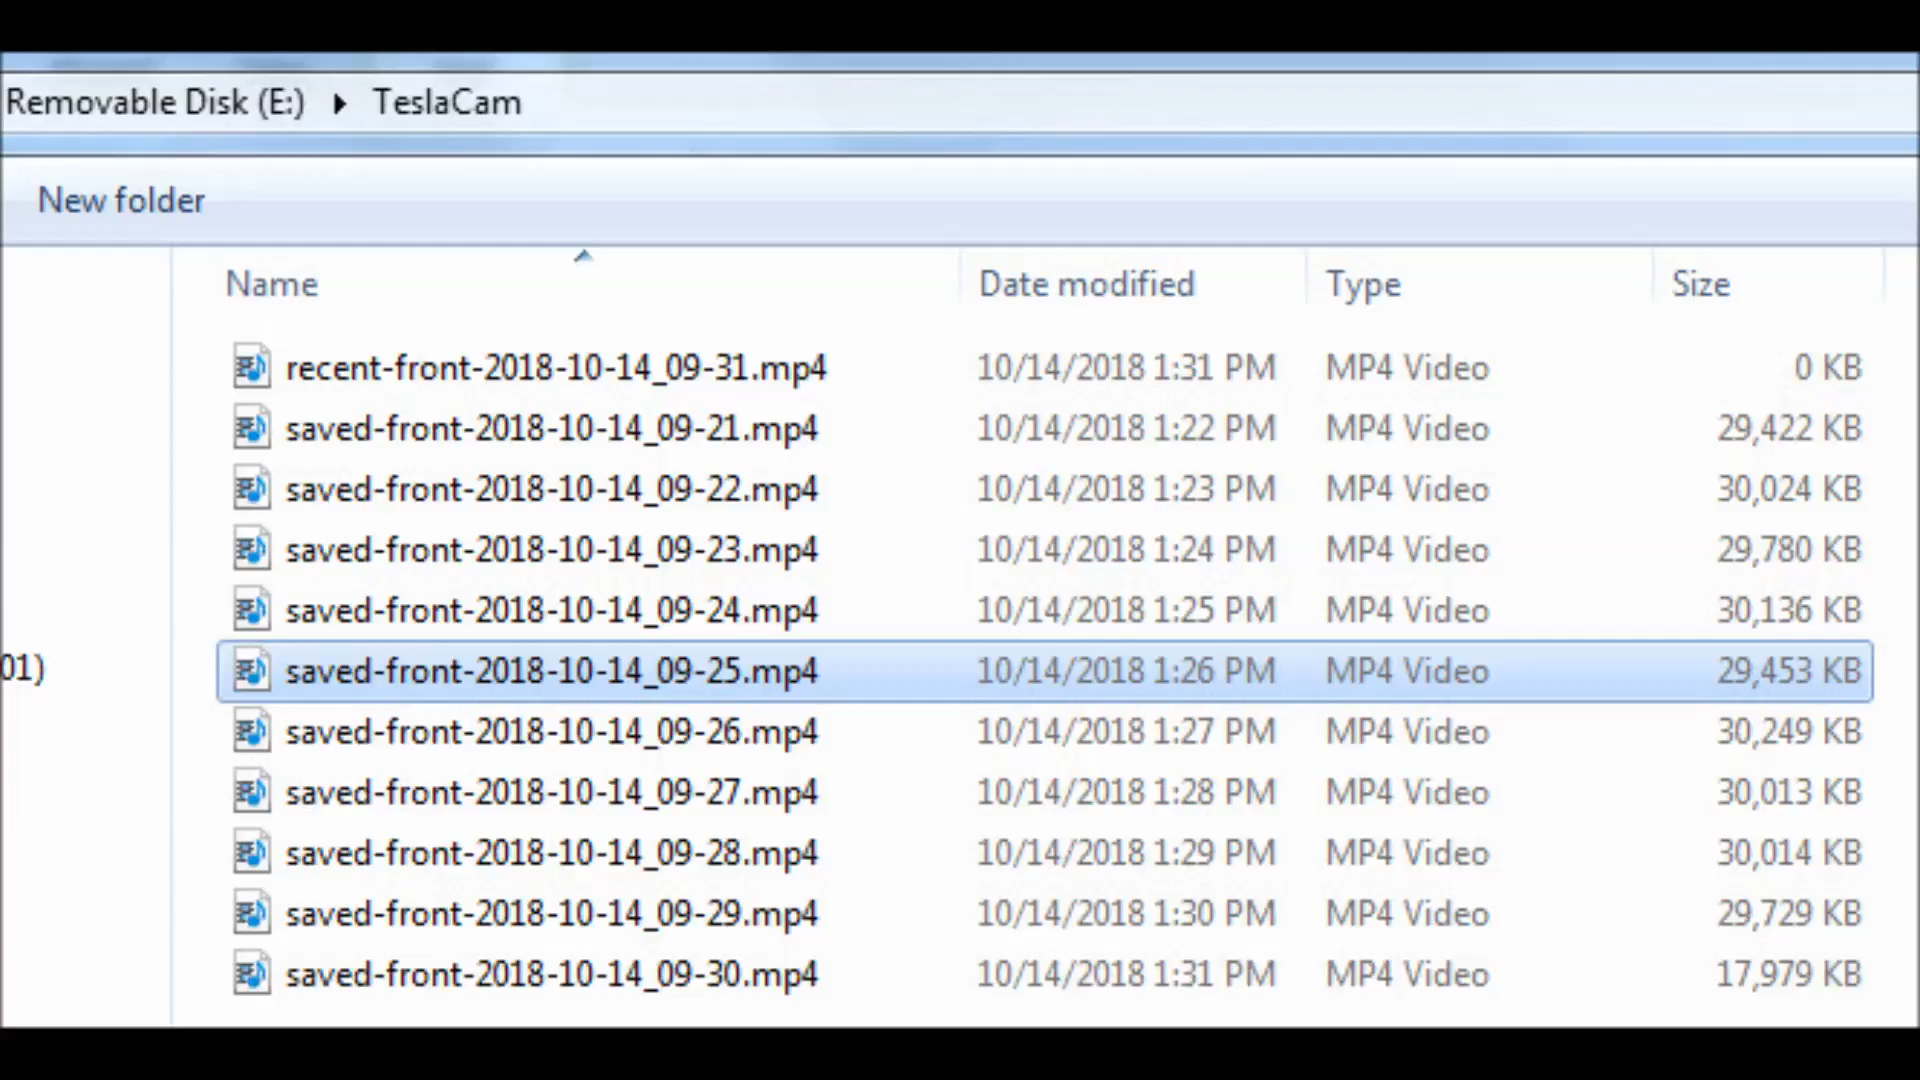 Removable Disk (E:) ▸ TeslaCam
New folder
Name Date modified Type Size
recent-front-2018-10-14_09-31.mp4 10/14/2018 1:31 PM MP4 Video 0 KB
saved-front-2018-10-14_09-21.mp4 10/14/2018 1:22 PM MP4 Video 29,422 KB
saved-front-2018-10-14_09-22.mp4 10/14/2018 1:23 PM MP4 Video 30,024 KB
saved-front-2018-10-14_09-23.mp4 10/14/2018 1:24 PM MP4 Video 29,780 KB
saved-front-2018-10-14_09-24.mp4 10/14/2018 1:25 PM MP4 Video 30,136 KB
01) saved-front-2018-10-14_09-25.mp4 10/14/2018 1:26 PM MP4 Video 29,453 KB
saved-front-2018-10-14_09-26.mp4 10/14/2018 1:27 PM MP4 Video 30,249 KB
saved-front-2018-10-14_09-27.mp4 10/14/2018 1:28 PM MP4 Video 30,013 KB
saved-front-2018-10-14_09-28.mp4 10/14/2018 1:29 PM MP4 Video 30,014 KB
saved-front-2018-10-14_09-29.mp4 10/14/2018 1:30 PM MP4 Video 29,729 KB
saved-front-2018-10-14_09-30.mp4 10/14/2018 1:31 PM MP4 Video 17,979 KB